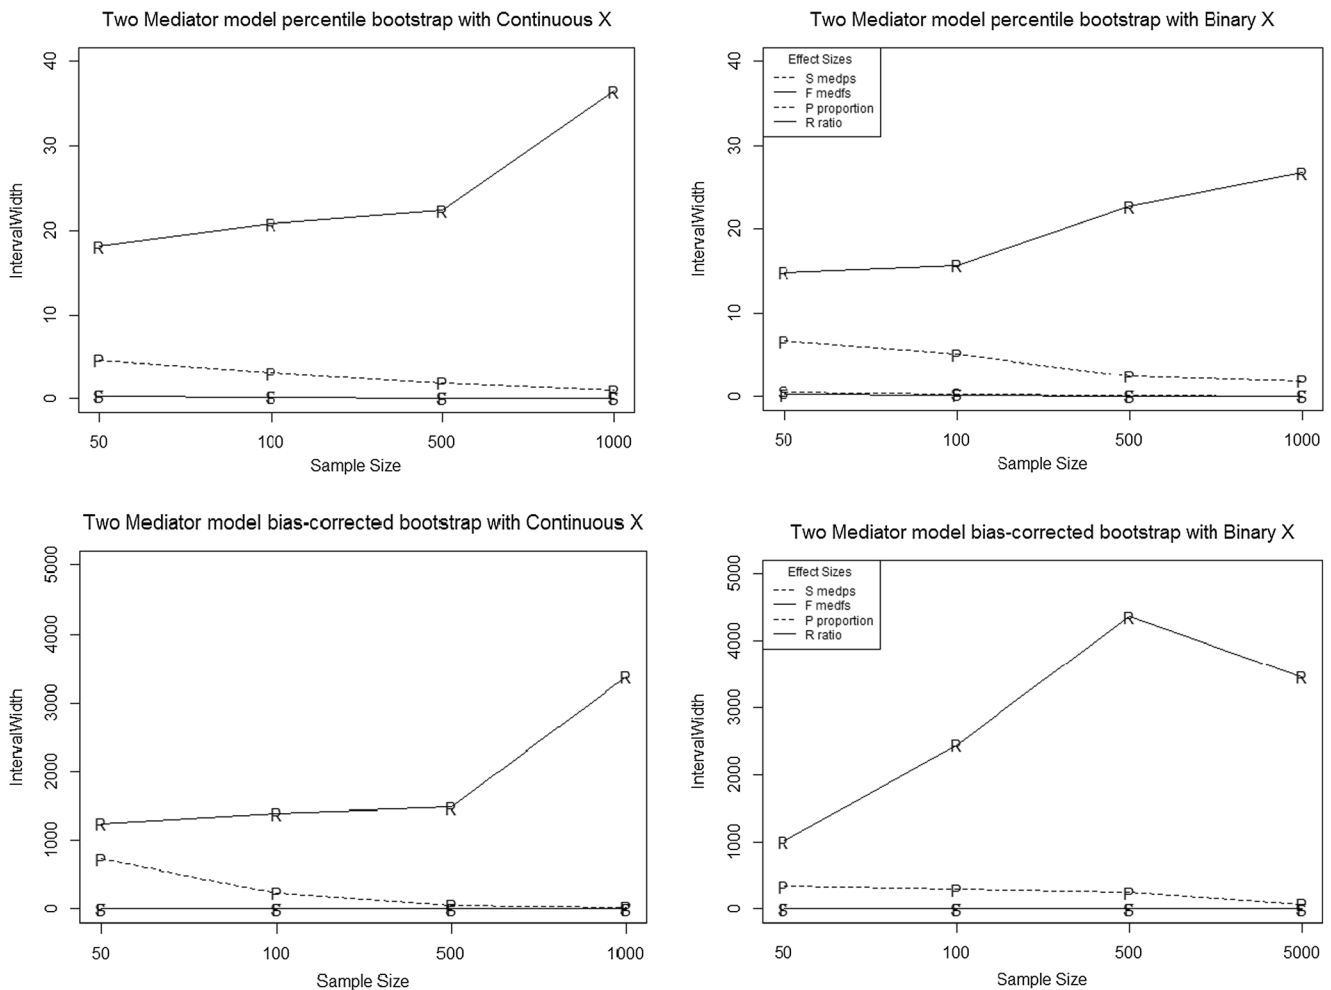 Two Mediator model percentile bootstrap with Continuous X
IntervalWidth
40
30
20
10
0
R
R
R
R
P
P
P
P
S
S
S
S
50 100 500 1000
Sample Size
Two Mediator model percentile bootstrap with Binary X
IntervalWidth
40
30
20
10
0
Effect Sizes
S medps
F medfs
P proportion
R ratio
R
R
R
R
P
P
P
P
S
S
S
S
50 100 500 1000
Sample Size
Two Mediator model bias-corrected bootstrap with Continuous X
IntervalWidth
5000
4000
3000
2000
1000
0
R
R
R
R
P
P
P
P
S
S
S
S
50 100 500 1000
Sample Size
Two Mediator model bias-corrected bootstrap with Binary X
IntervalWidth
5000
4000
3000
2000
1000
0
Effect Sizes
S medps
F medfs
P proportion
R ratio
R
R
R
R
P
P
P
P
S
S
S
S
50 100 500 5000
Sample Size